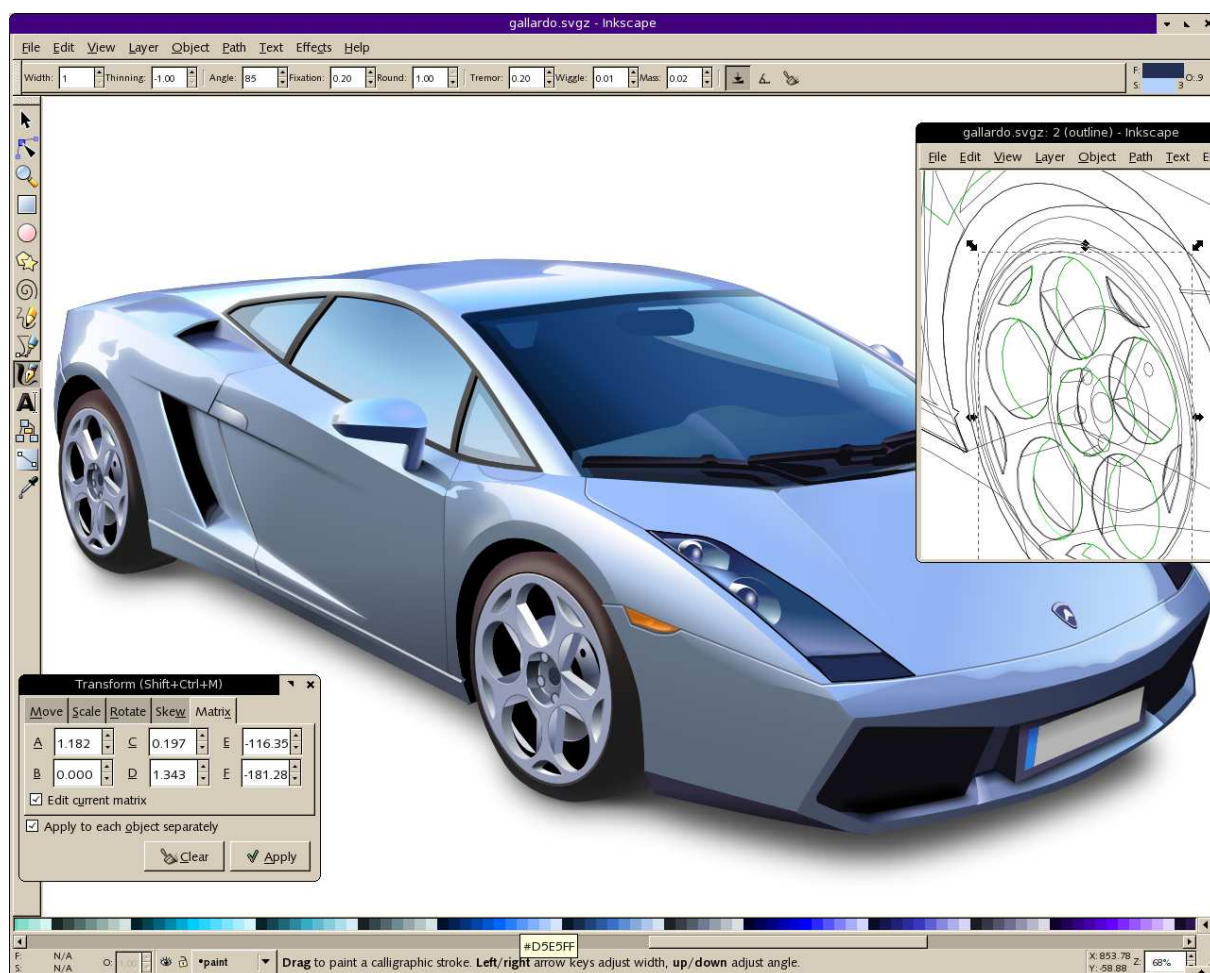 gallardo.svgz - Inkscape
File Edit View Layer Object Path Text Effects Help
Width: 1 Thinning: -1.00 Angle: 85 Fixation: 0.20 Round: 1.00 Tremor: 0.20 Wiggle: 0.01 Mass: 0.02
F:
S: 3 O:.9
gallardo.svgz: 2 (outline) - Inkscape
File Edit View Layer Object Path Text E
Transform (Shift+Ctrl+M)
Move Scale Rotate Skew Matrix
A 1.182 C 0.197 E -116.35
B 0.000 D 1.343 F -181.28
Edit current matrix
Apply to each object separately
Clear Apply
#D5E5FF
F: N/A
S: N/A
O: 1.00 •paint Drag to paint a calligraphic stroke. Left/right arrow keys adjust width, up/down adjust angle.
X: 853.78
Y: -58.88
Z: 68%